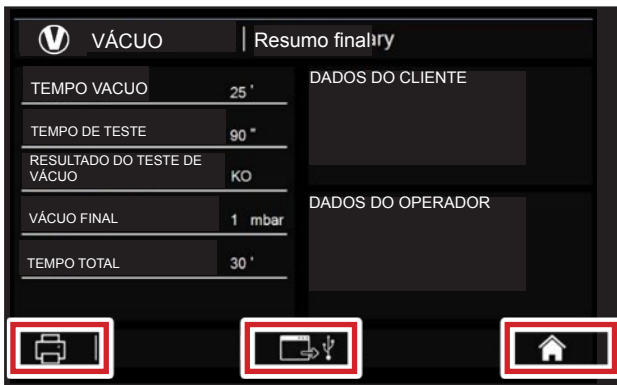 VÁCUO
Resumo finalary
TEMPO VACUO 25 '
DADOS DO CLIENTE
TEMPO DE TESTE 90 "
RESULTADO DO TESTE DE
VÁCUO KO
DADOS DO OPERADOR
VÁCUO FINAL 1 mbar
TEMPO TOTAL 30 '